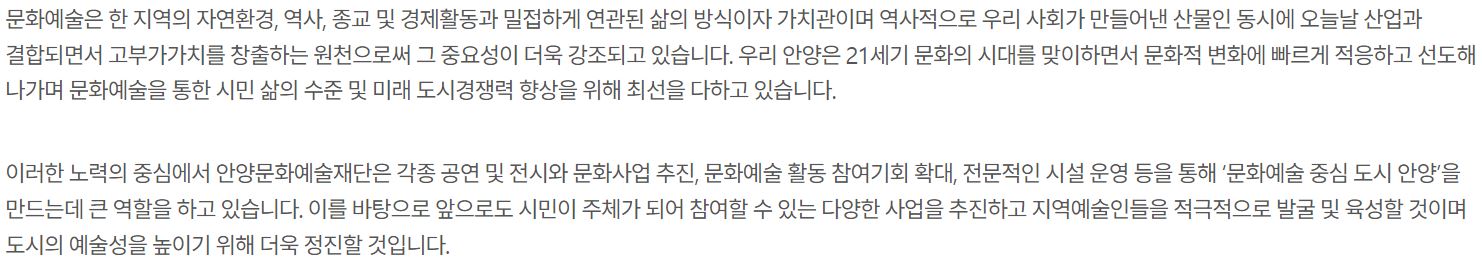 문화예술은 한 지역의 자연환경, 역사, 종교 및 경제활동과 밀접하게 연관된 삶의 방식이자 가치관이며 역사적으로 우리 사회가 만들어낸 산물인 동시에 오늘날 산업과
결합되면서 고부가가치를 창출하는 원천으로써 그 중요성이 더욱 강조되고 있습니다. 우리 안양은 21세기 문화의 시대를 맞이하면서 문화적 변화에 빠르게 적응하고 선도해
나가며 문화예술을 통한 시민 삶의 수준 및 미래 도시경쟁력 향상을 위해 최선을 다하고 있습니다.
이러한 노력의 중심에서 안양문화예술재단은 각종 공연 및 전시와 문화사업 추진, 문화예술 활동 참여기회 확대, 전문적인 시설 운영 등을 통해 ‘문화예술 중심 도시 안양’을
만드는데 큰 역할을 하고 있습니다. 이를 바탕으로 앞으로도 시민이 주체가 되어 참여할 수 있는 다양한 사업을 추진하고 지역예술인들을 적극적으로 발굴 및 육성할 것이며
도시의 예술성을 높이기 위해 더욱 정진할 것입니다.